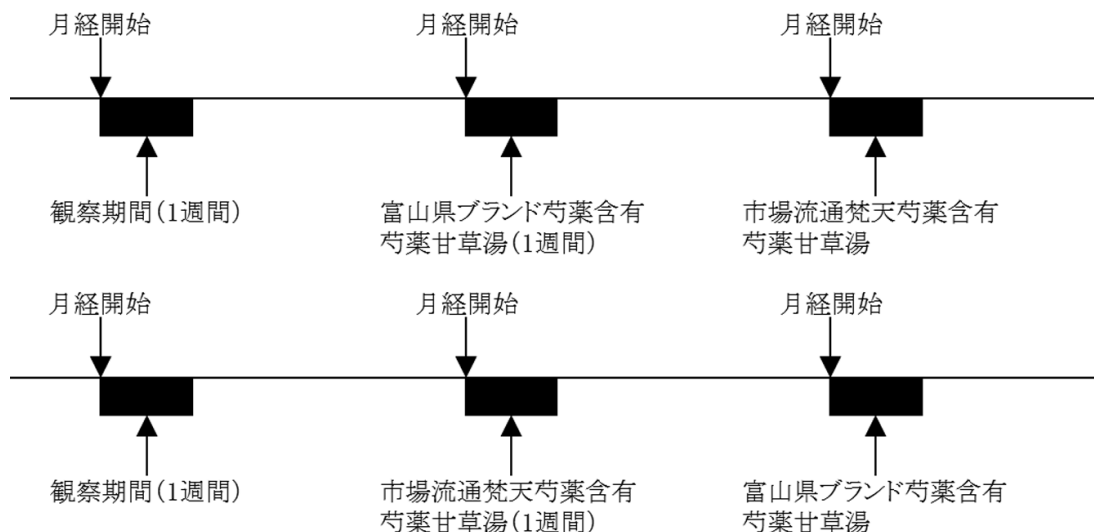 月経開始 月経開始 月経開始
観察期間(1週間) 富山県ブランド芍薬含有 市場流通梵天芍薬含有
芍薬甘草湯(1週間) 芍薬甘草湯
月経開始 月経開始 月経開始
観察期間(1週間) 市場流通梵天芍薬含有 富山県ブランド芍薬含有
芍薬甘草湯(1週間) 芍薬甘草湯